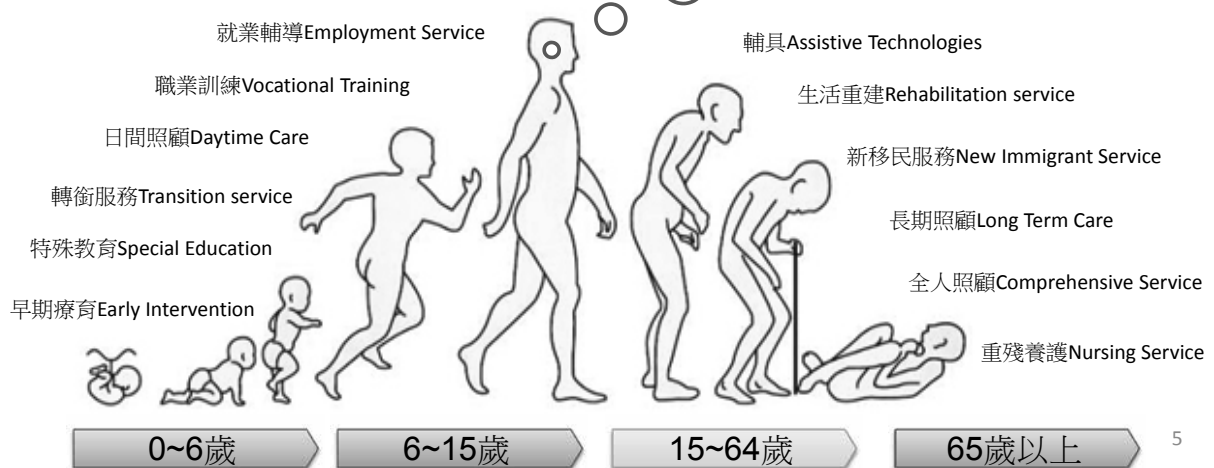 就業輔導Employment Service
職業訓練Vocational Training
日間照顧Daytime Care
轉銜服務Transition service
特殊教育Special Education
早期療育Early Intervention
輔具Assistive Technologies
生活重建Rehabilitation service
新移民服務New Immigrant Service
長期照顧Long Term Care
全人照顧Comprehensive Service
重殘養護Nursing Service
0~6歲
6~15歲
15~64歲
65歲以上
5